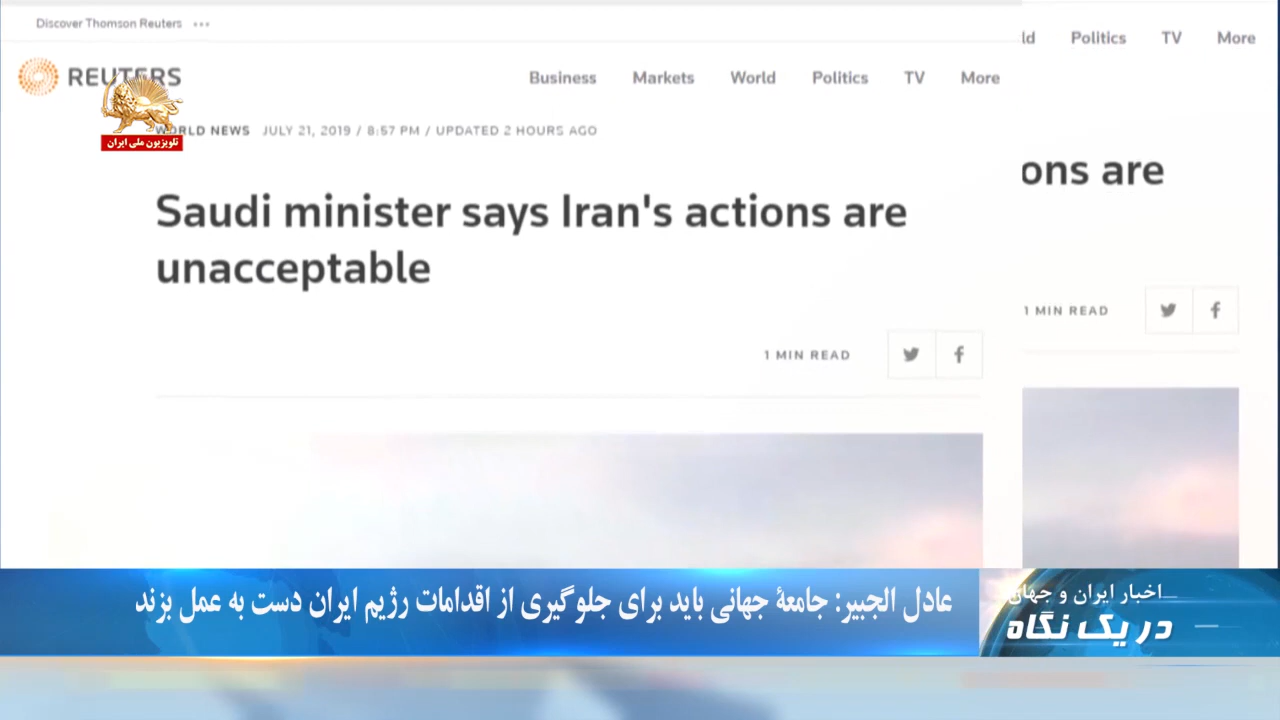 Discover Thomson Reuters •••
REUTERS
Business Markets World Politics TV More
ld Politics TV More
تلویزیون ملی ایران
WORLD NEWS JULY 21, 2019 / 8:57 PM / UPDATED 2 HOURS AGO
Saudi minister says Iran's actions are
unacceptable
ons are
1 MIN READ
1 MIN READ
اخبار ایران و جهان
در یک نگاه
عادل الجبیر: جامعهٔ جهانی باید برای جلوگیری از اقدامات رژیم ایران دست به عمل بزند